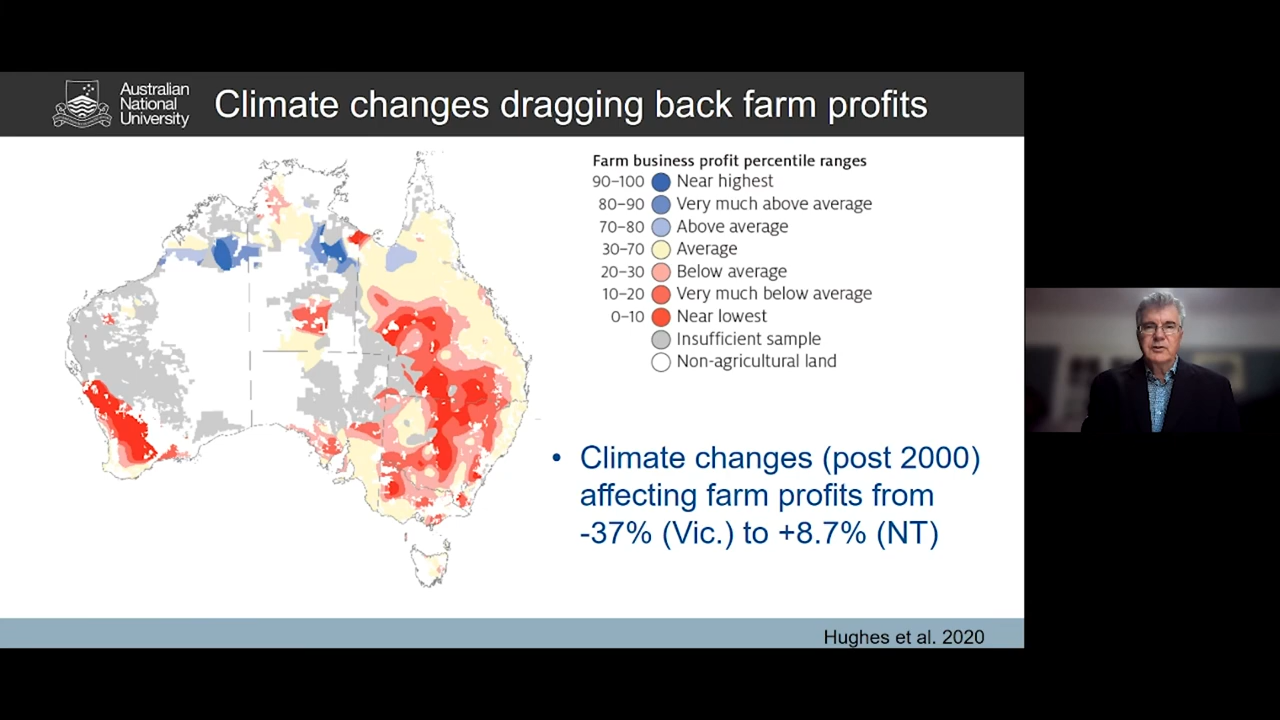 Australian
National
University
Climate changes dragging back farm profits
Farm business profit percentile ranges
90–100 Near highest
80–90 Very much above average
70–80 Above average
30–70 Average
20–30 Below average
10–20 Very much below average
0–10 Near lowest
Insufficient sample
Non-agricultural land
• Climate changes (post 2000)
affecting farm profits from
-37% (Vic.) to +8.7% (NT)
Hughes et al. 2020